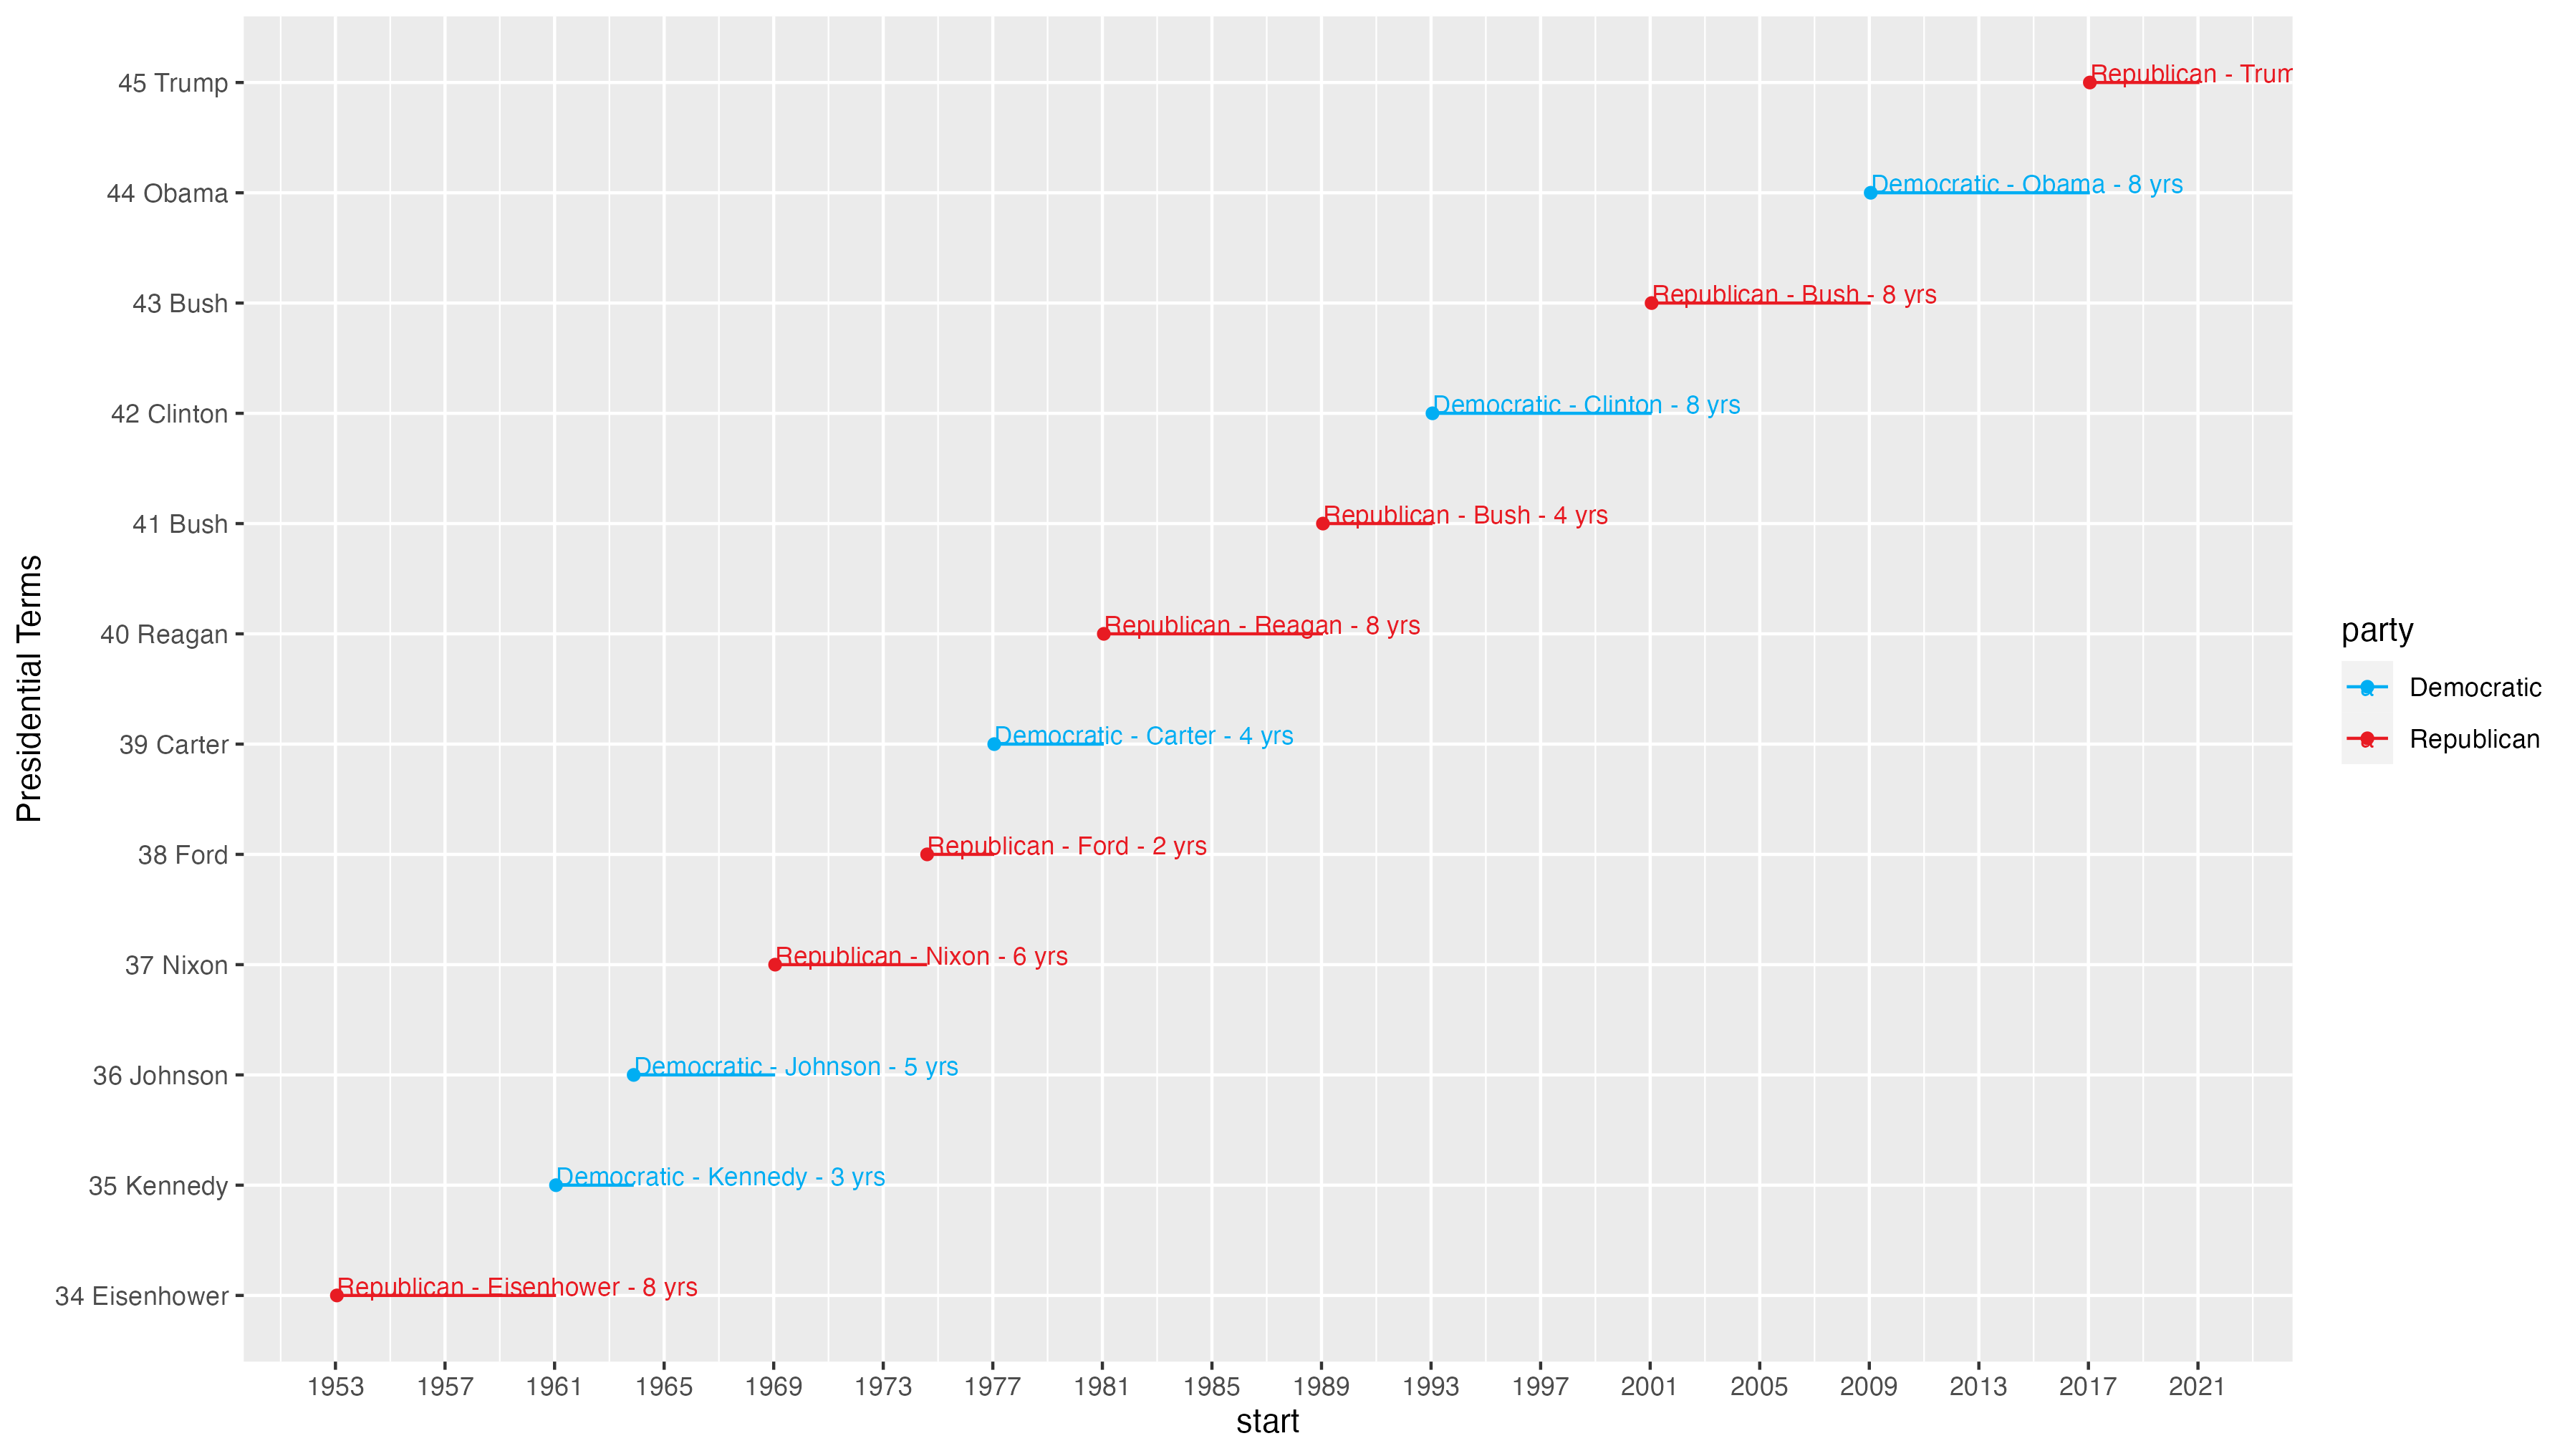 45 Trump
Republican - Trum
44 Obama
Democratic - Obama - 8 yrs
43 Bush
Republican - Bush - 8 yrs
42 Clinton
Democratic - Clinton - 8 yrs
41 Bush
Republican - Bush - 4 yrs
40 Reagan
Republican - Reagan - 8 yrs
39 Carter
Democratic - Carter - 4 yrs
38 Ford
Republican - Ford - 2 yrs
37 Nixon
Republican - Nixon - 6 yrs
36 Johnson
Democratic - Johnson - 5 yrs
35 Kennedy
Democratic - Kennedy - 3 yrs
34 Eisenhower
Republican - Eisenhower - 8 yrs
Presidential Terms
1953 1957 1961 1965 1969 1973 1977 1981 1985 1989 1993 1997 2001 2005 2009 2013 2017 2021
start
party
a Democratic
a Republican